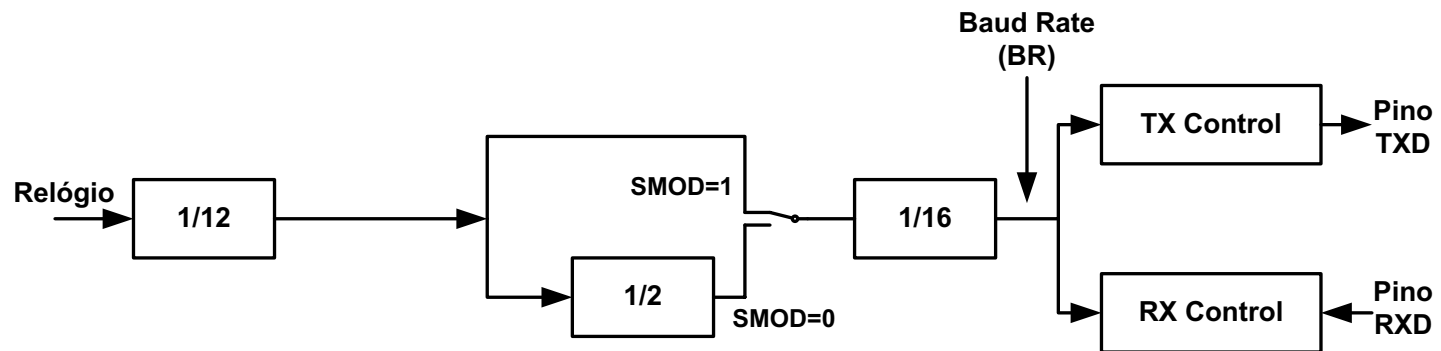 Baud Rate
(BR)
TX Control
Pino
TXD
Relógio
1/12
SMOD=1
1/16
1/2
SMOD=0
RX Control
Pino
RXD